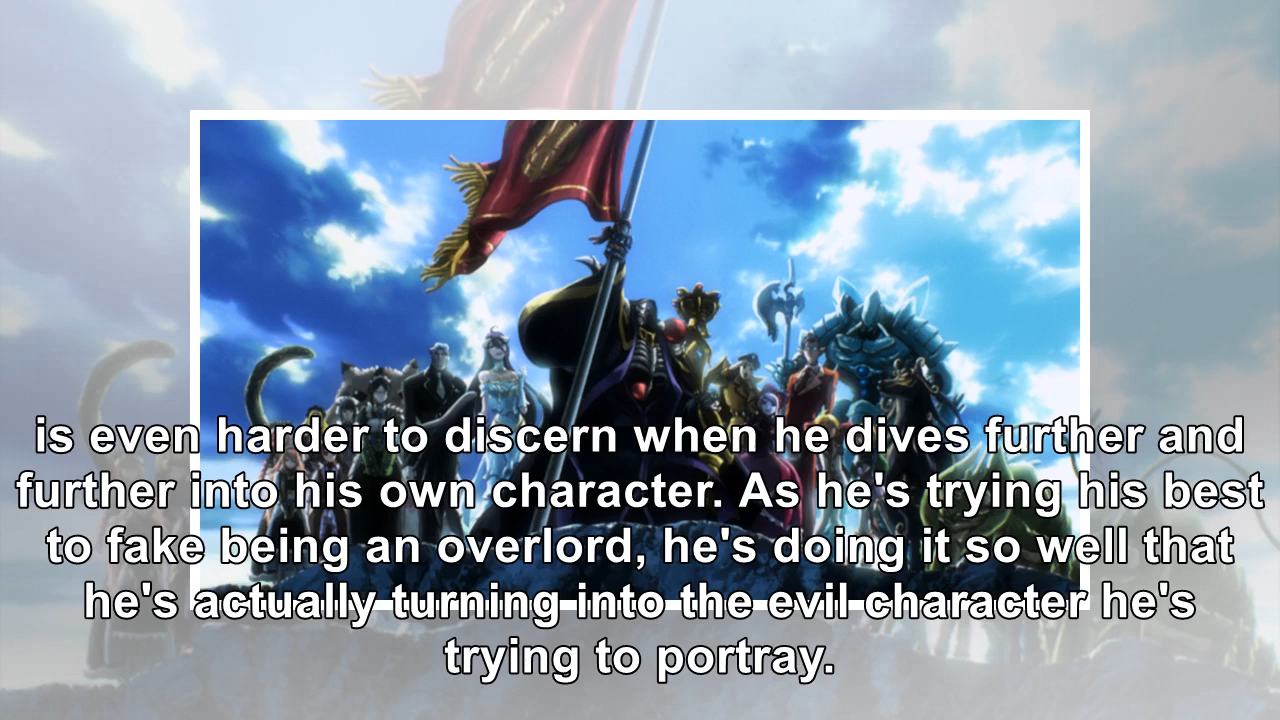 is even harder to discern when he dives further and
further into his own character. As he's trying his best
to fake being an overlord, he's doing it so well that
he's actually turning into the evil character he's
trying to portray.